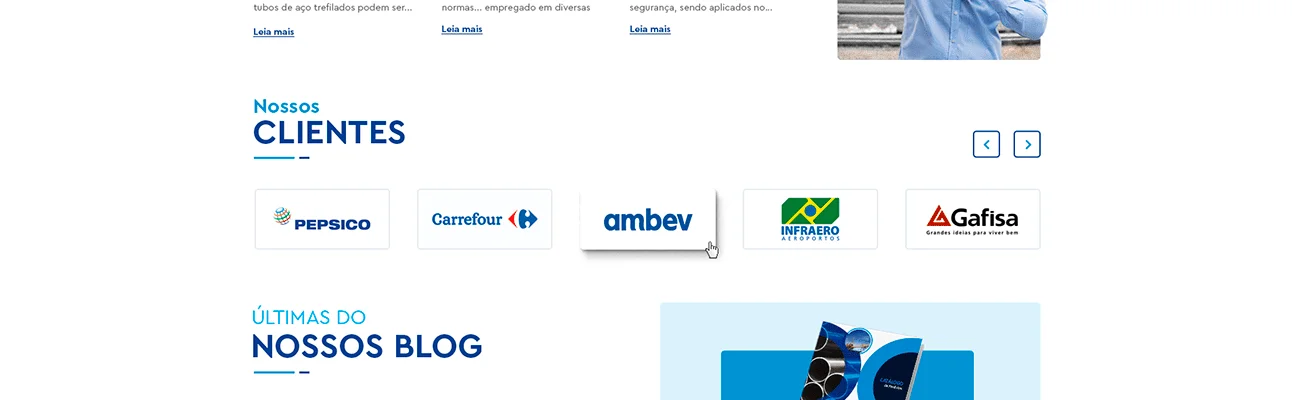 tubos de aço trefilados podem ser...
normas... empregado em diversas
segurança, sendo aplicados no...
Leia mais
Leia mais
Leia mais
Nossos
CLIENTES
PEPSICO
Carrefour
ambev
INFRAERO
AEROPORTOS
Gafisa
Grandes ideias para viver bem
ÚLTIMAS DO
NOSSOS BLOG
CATÁLOGO